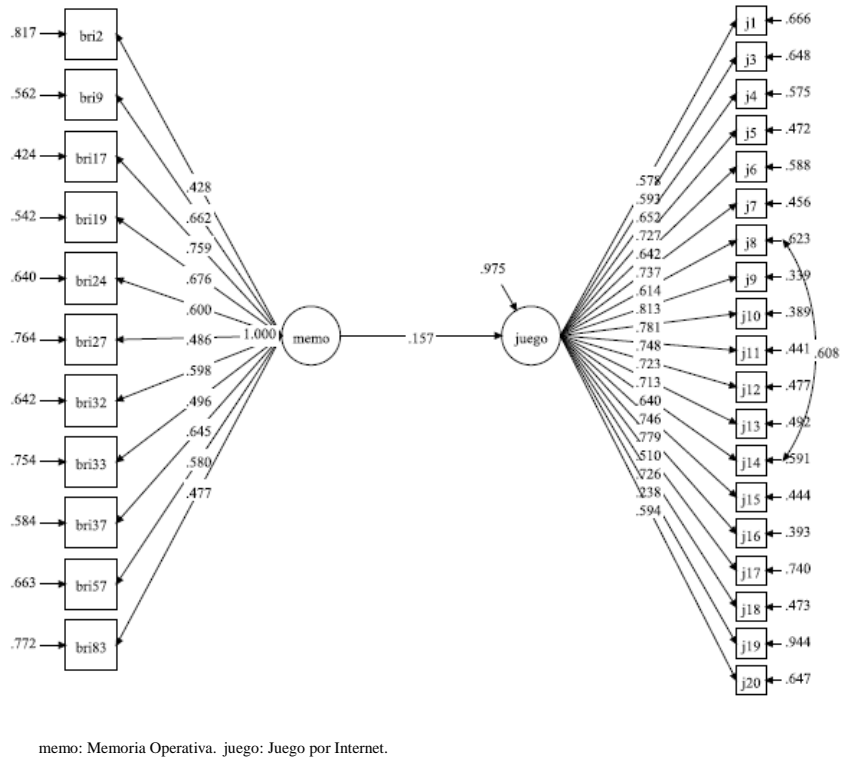 .817 bri2
.562 bri9
.424 bri17
.542 bri19
.640 bri24
.764 bri27
.642 bri32
.754 bri33
.584 bri37
.663 bri57
.772 bri83
.428
.662
.759
.676
.600
.486
.598
.496
.645
.580
.477
1.000
memo
.157
.975
juego
.578
.593
.652
.727
.642
.737
.614
.813
.781
.748
.723
.713
.640
.746
.779
.510
.726
.238
.594
j1 .666
j3 .648
j4 .575
j5 .472
j6 .588
j7 .456
j8 .623
j9 .339
j10 .389
j11 .441
j12 .477
j13 .492
j14 .591
j15 .444
j16 .393
j17 .740
j18 .473
j19 .944
j20 .647
.608
memo: Memoria Operativa. juego: Juego por Internet.